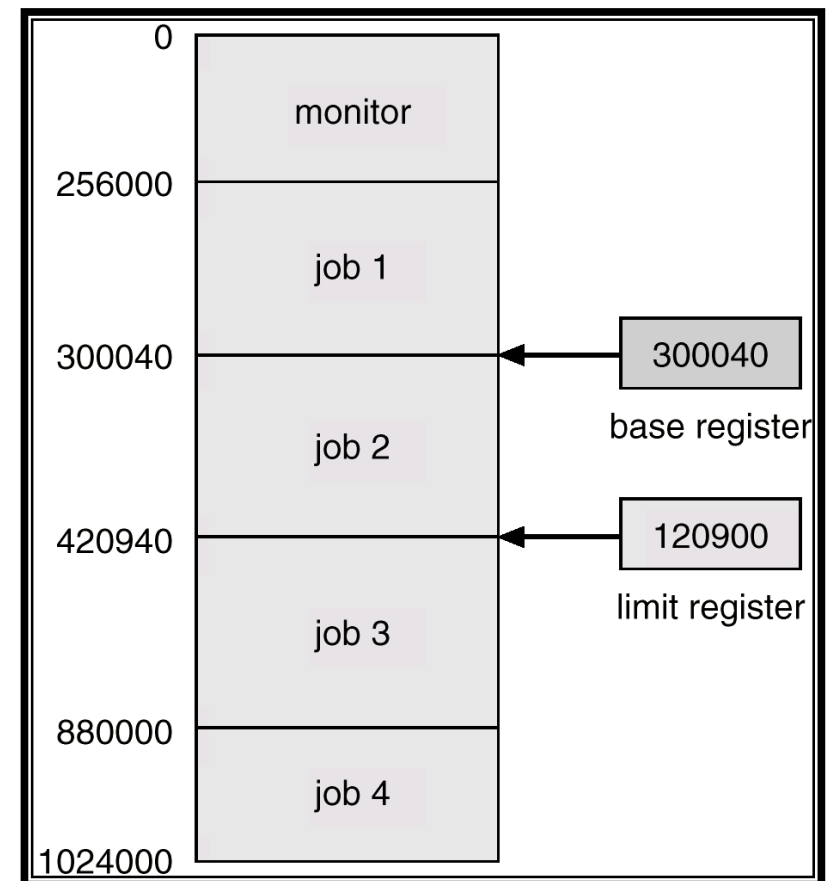 0
monitor
256000
job 1
300040
300040
base register
job 2
420940
120900
limit register
job 3
880000
job 4
1024000